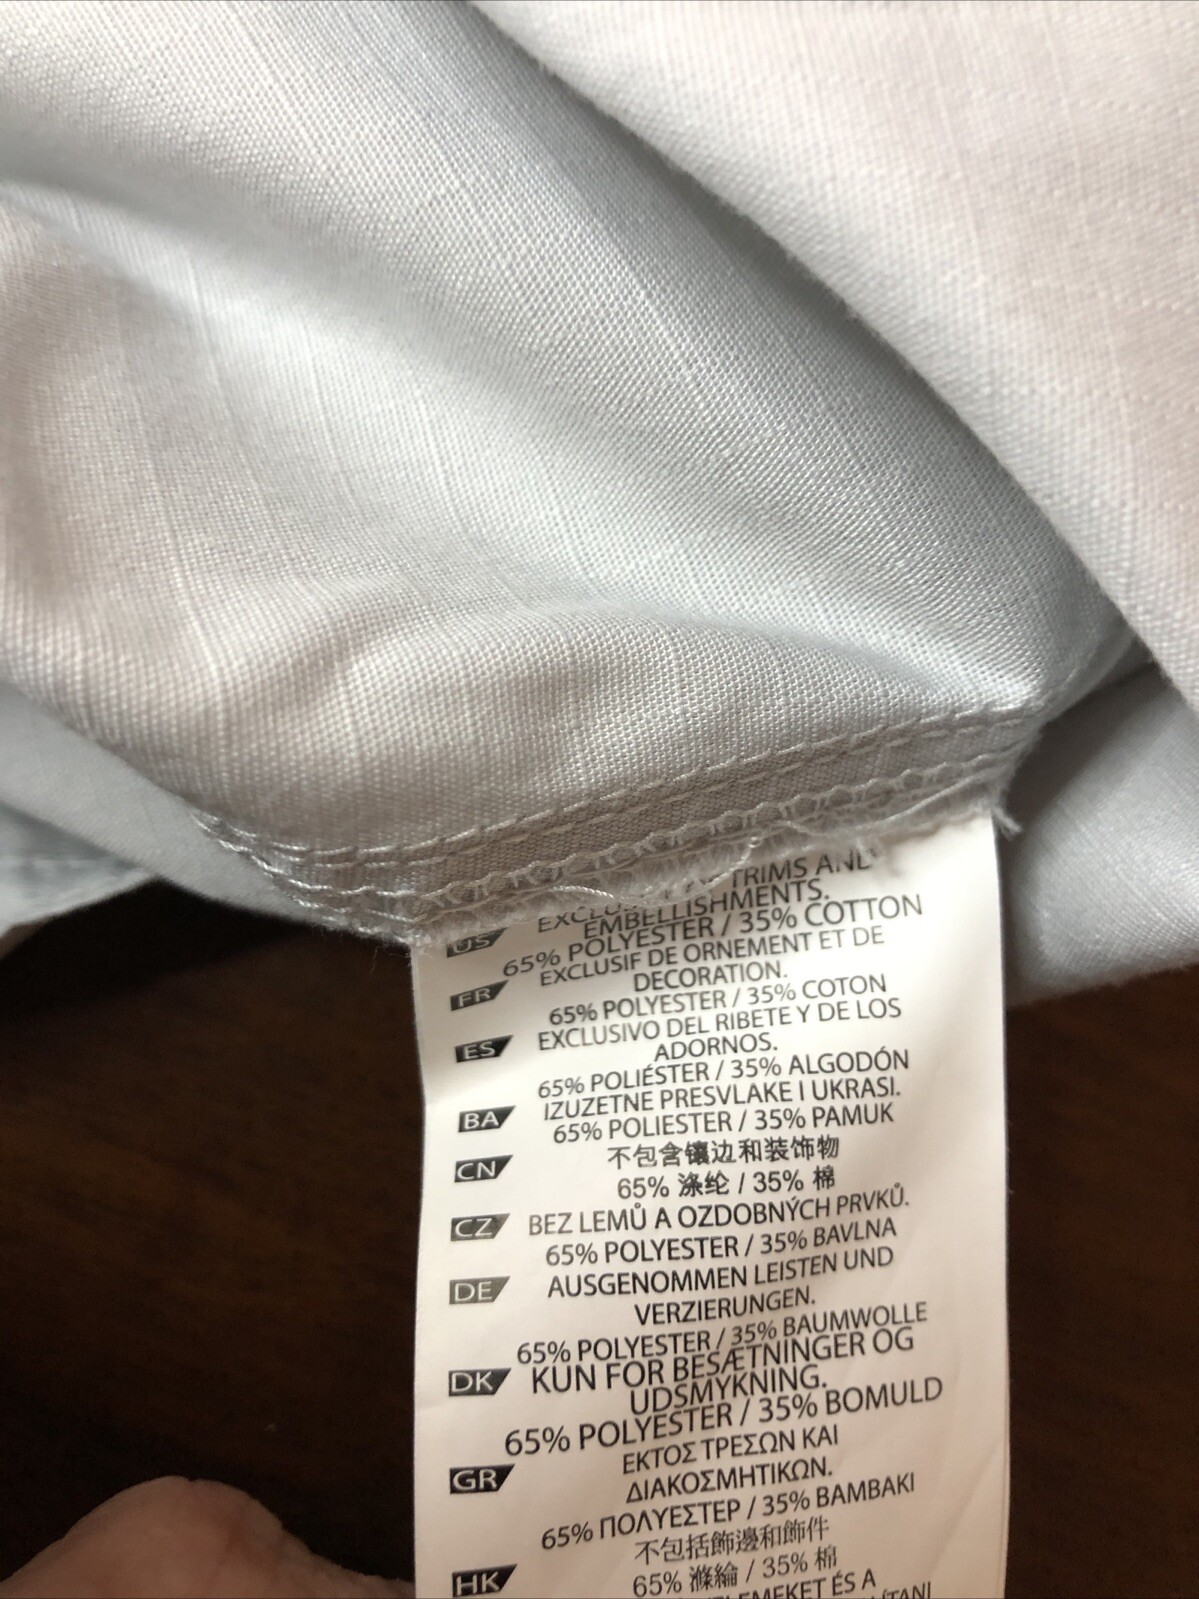 TRIMS AND
US EMBELLISHMENTS.
65% POLYESTER / 35% COTTON
FR EXCLUSIF DE ORNEMENT ET DE
DECORATION.
65% POLYESTER / 35% COTON
ES EXCLUSIVO DEL RIBETE Y DE LOS
ADORNOS.
65% POLIÉSTER / 35% ALGODÓN
BA IZUZETNE PRESVLAKE I UKRASI.
65% POLIESTER / 35% PAMUK
CN 不包含镶边和装饰物
65% 涤纶 / 35% 棉
CZ BEZ LEMŮ A OZDOBNÝCH PRVKŮ.
65% POLYESTER / 35% BAVLNA
DE AUSGENOMMEN LEISTEN UND
VERZIERUNGEN.
65% POLYESTER / 35% BAUMWOLLE
DK KUN FOR BESÆTNINGER OG
UDSMYKNING.
65% POLYESTER / 35% BOMULD
GR ΕΚΤΟΣ ΤΡΕΣΩΝ ΚΑΙ
ΔΙΑΚΟΣΜΗΤΙΚΩΝ.
65% ΠΟΛΥΕΣΤΕΡ / 35% ΒΑΜΒΑΚΙ
HK 不包括飾邊和飾件
65% 滌綸 / 35% 棉
ÉS A